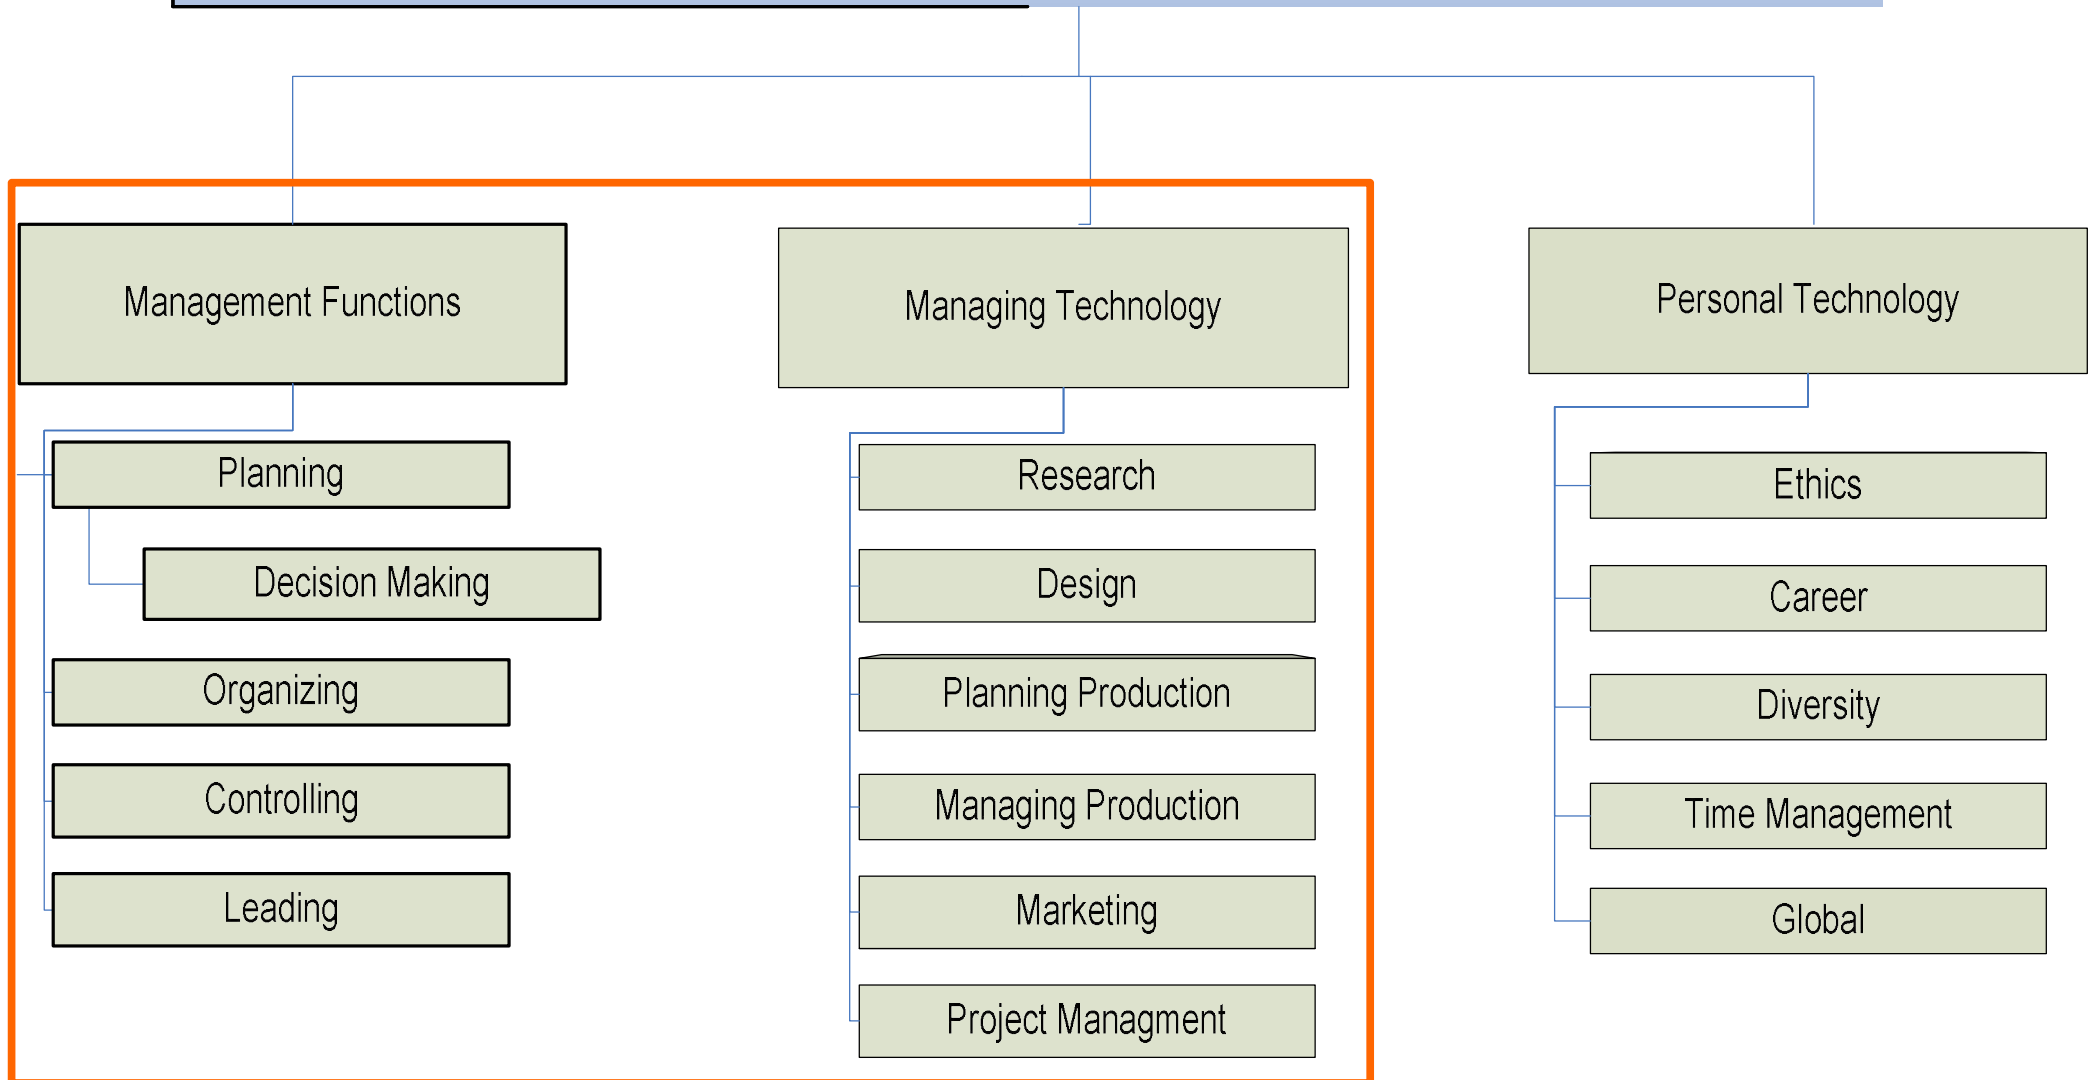 Management Functions
Planning
Decision Making
Organizing
Controlling
Leading
Managing Technology
Research
Design
Planning Production
Managing Production
Marketing
Project Managment
Personal Technology
Ethics
Career
Diversity
Time Management
Global